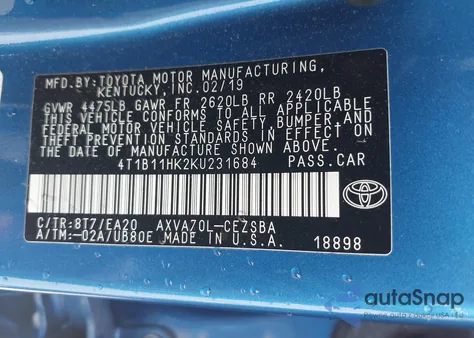 MFD.BY:TOYOTA MOTOR MANUFACTURING,
KENTUCKY, INC. 02/19
GVWR 4475LB GAWR FR 2620LB RR 2420LB
THIS VEHICLE CONFORMS TO ALL APPLICABLE
FEDERAL MOTOR VEHICLE SAFETY, BUMPER,AND
THEFT PREVENTION STANDARDS IN EFFECT ON
THE DATE OF MANUFACTURE SHOWN ABOVE.
4T1B11HK2KU231684 PASS.CAR
TOYOTA
C/TR:8T7/EA20 AXVA70L-CEZSBA
A/TM:-02A/UB80E MADE IN U.S.A.
18898
autoSnap